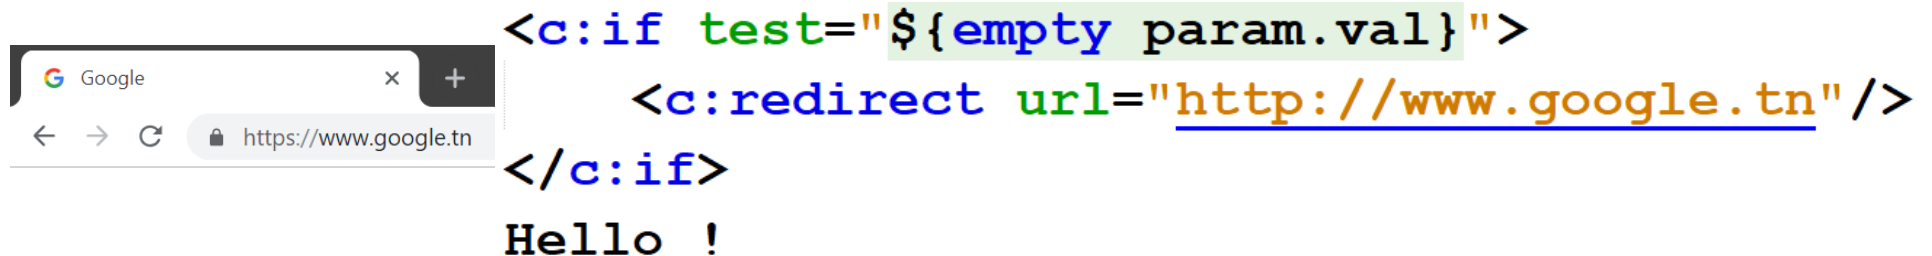 Google
https://www.google.tn
<c:if test="${empty param.val}">
<c:redirect url="http://www.google.tn"/>
</c:if>
Hello !